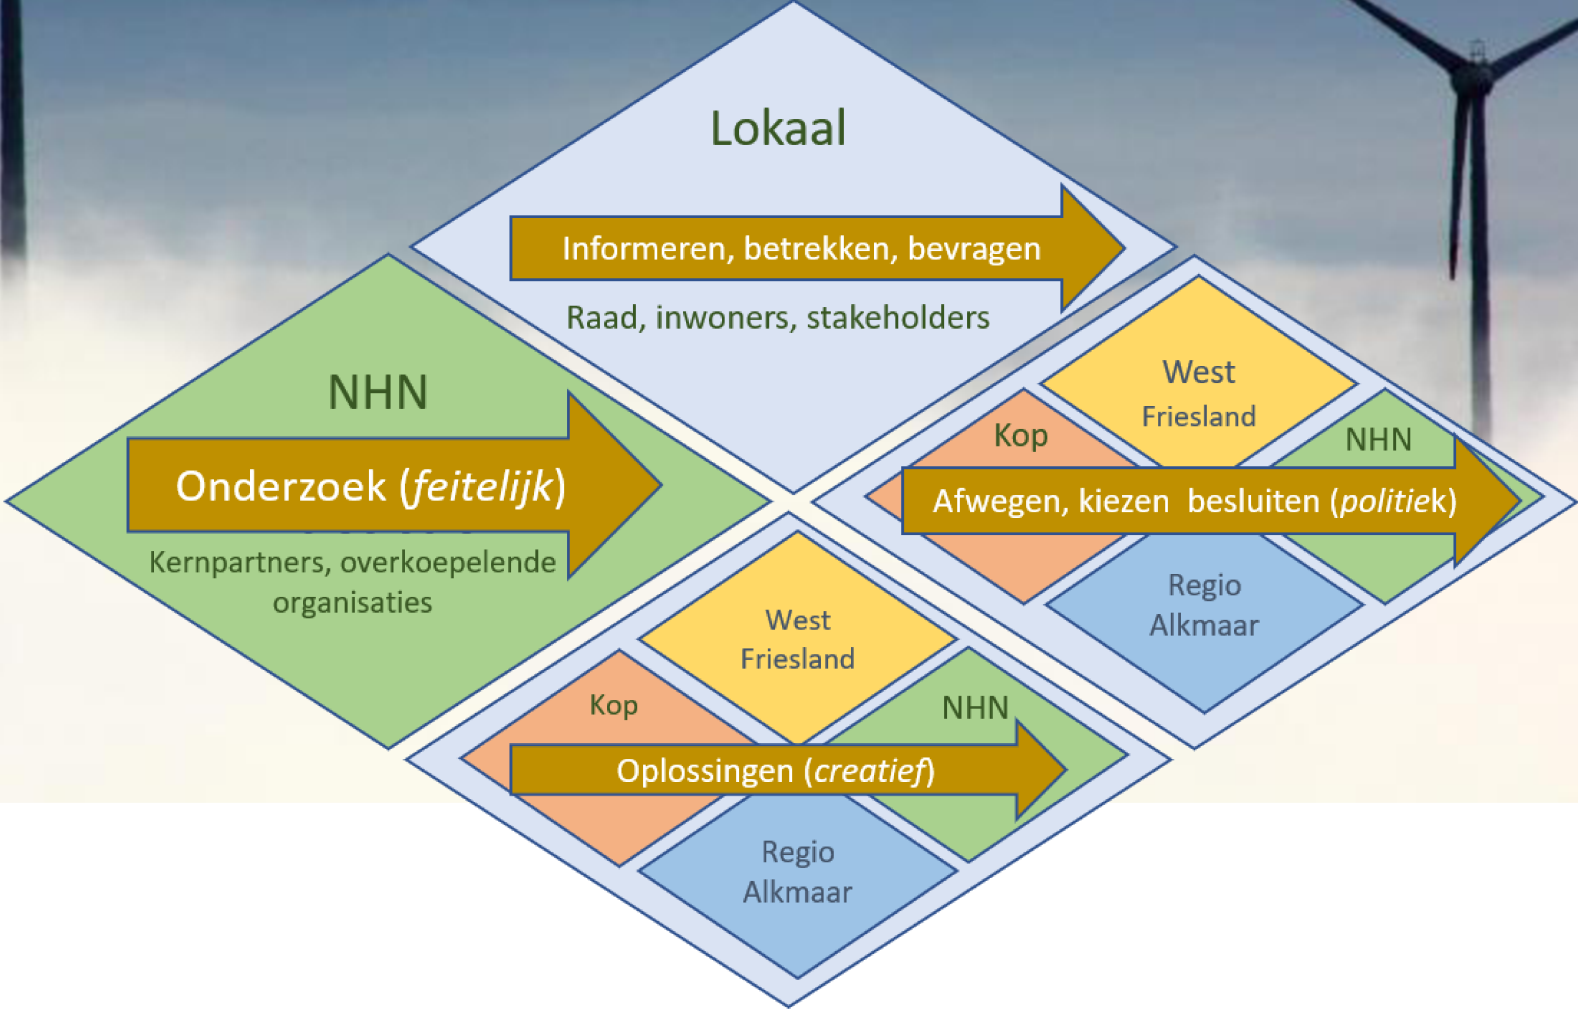 Lokaal
Informeren, betrekken, bevragen
Raad, inwoners, stakeholders
NHN
Onderzoek (feitelijk)
Kernpartners, overkoepelende
organisaties
West
Friesland
Kop
NHN
Afwegen, kiezen  besluiten (politiek)
Regio
Alkmaar
West
Friesland
Kop
NHN
Oplossingen (creatief)
Regio
Alkmaar